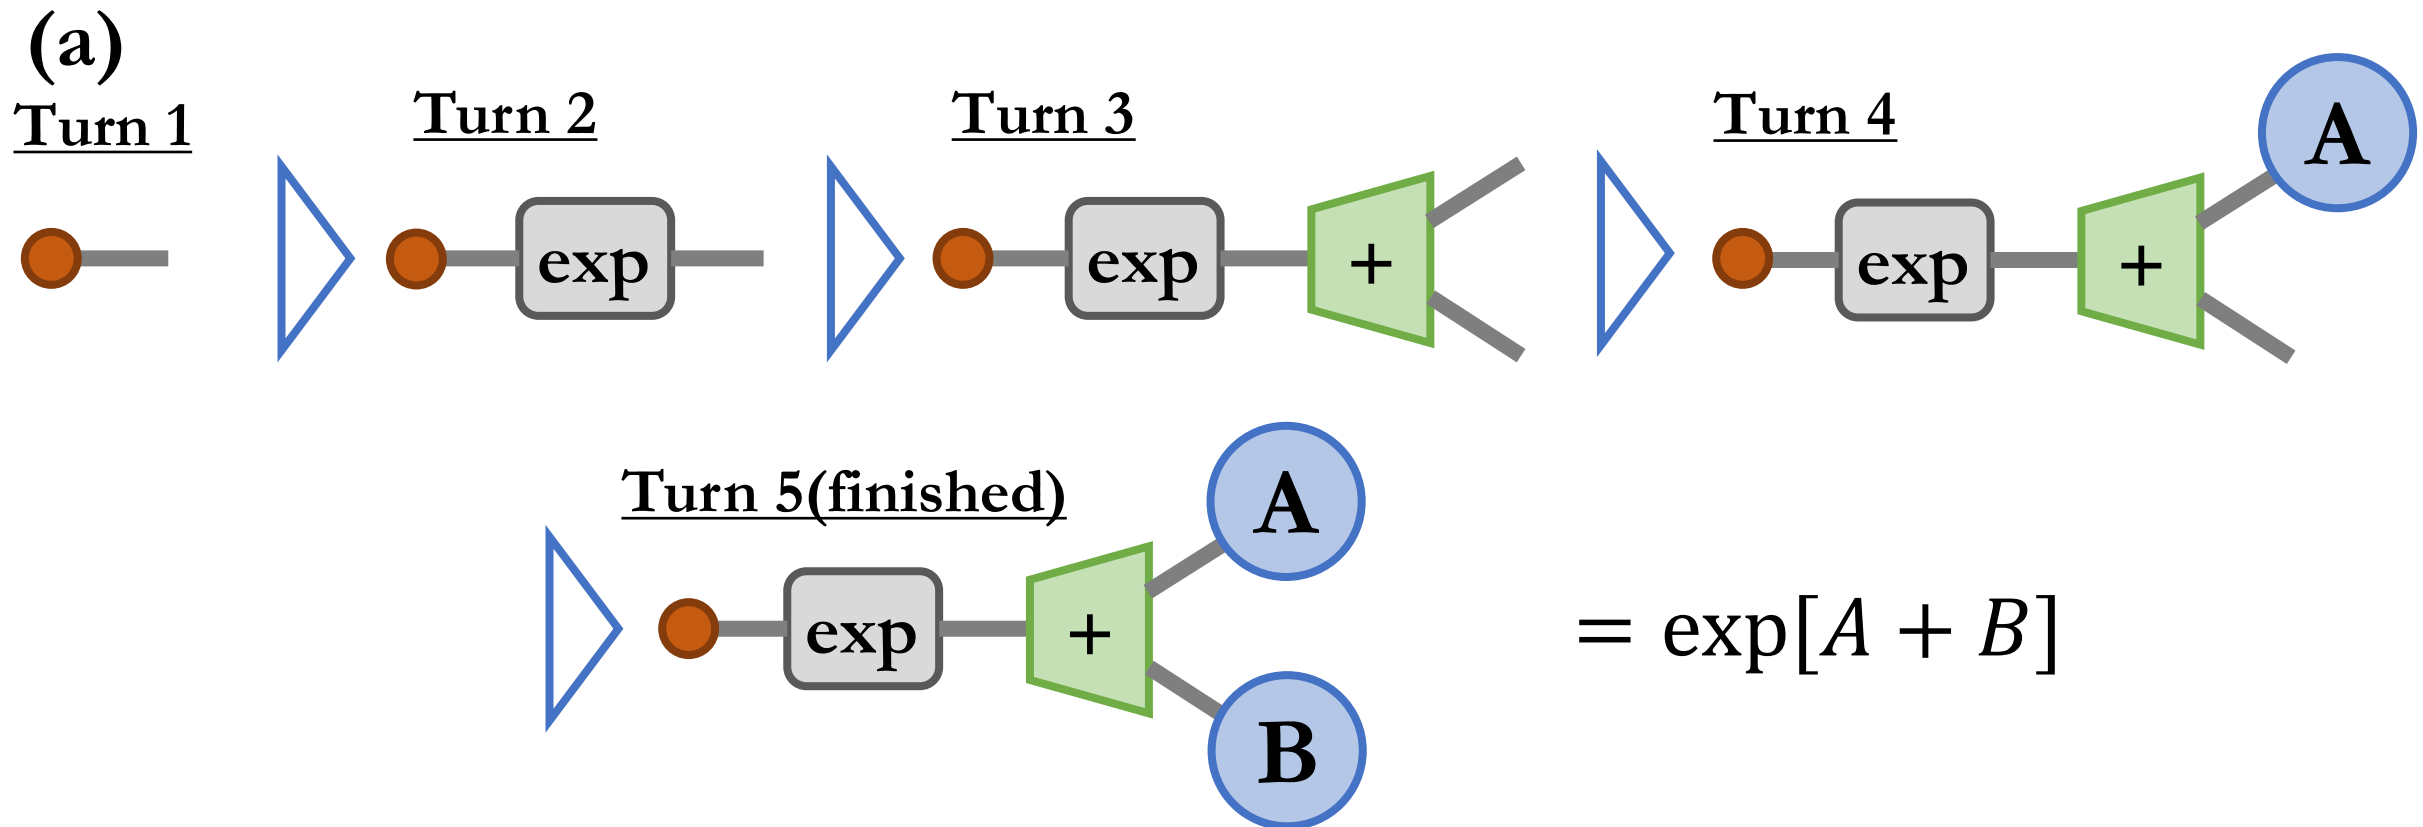 (a)
Turn 1
Turn 2
exp
Turn 3
exp
+
Turn 4
exp
+
A
Turn 5(finished)
exp
+
A
B
= exp[A + B]